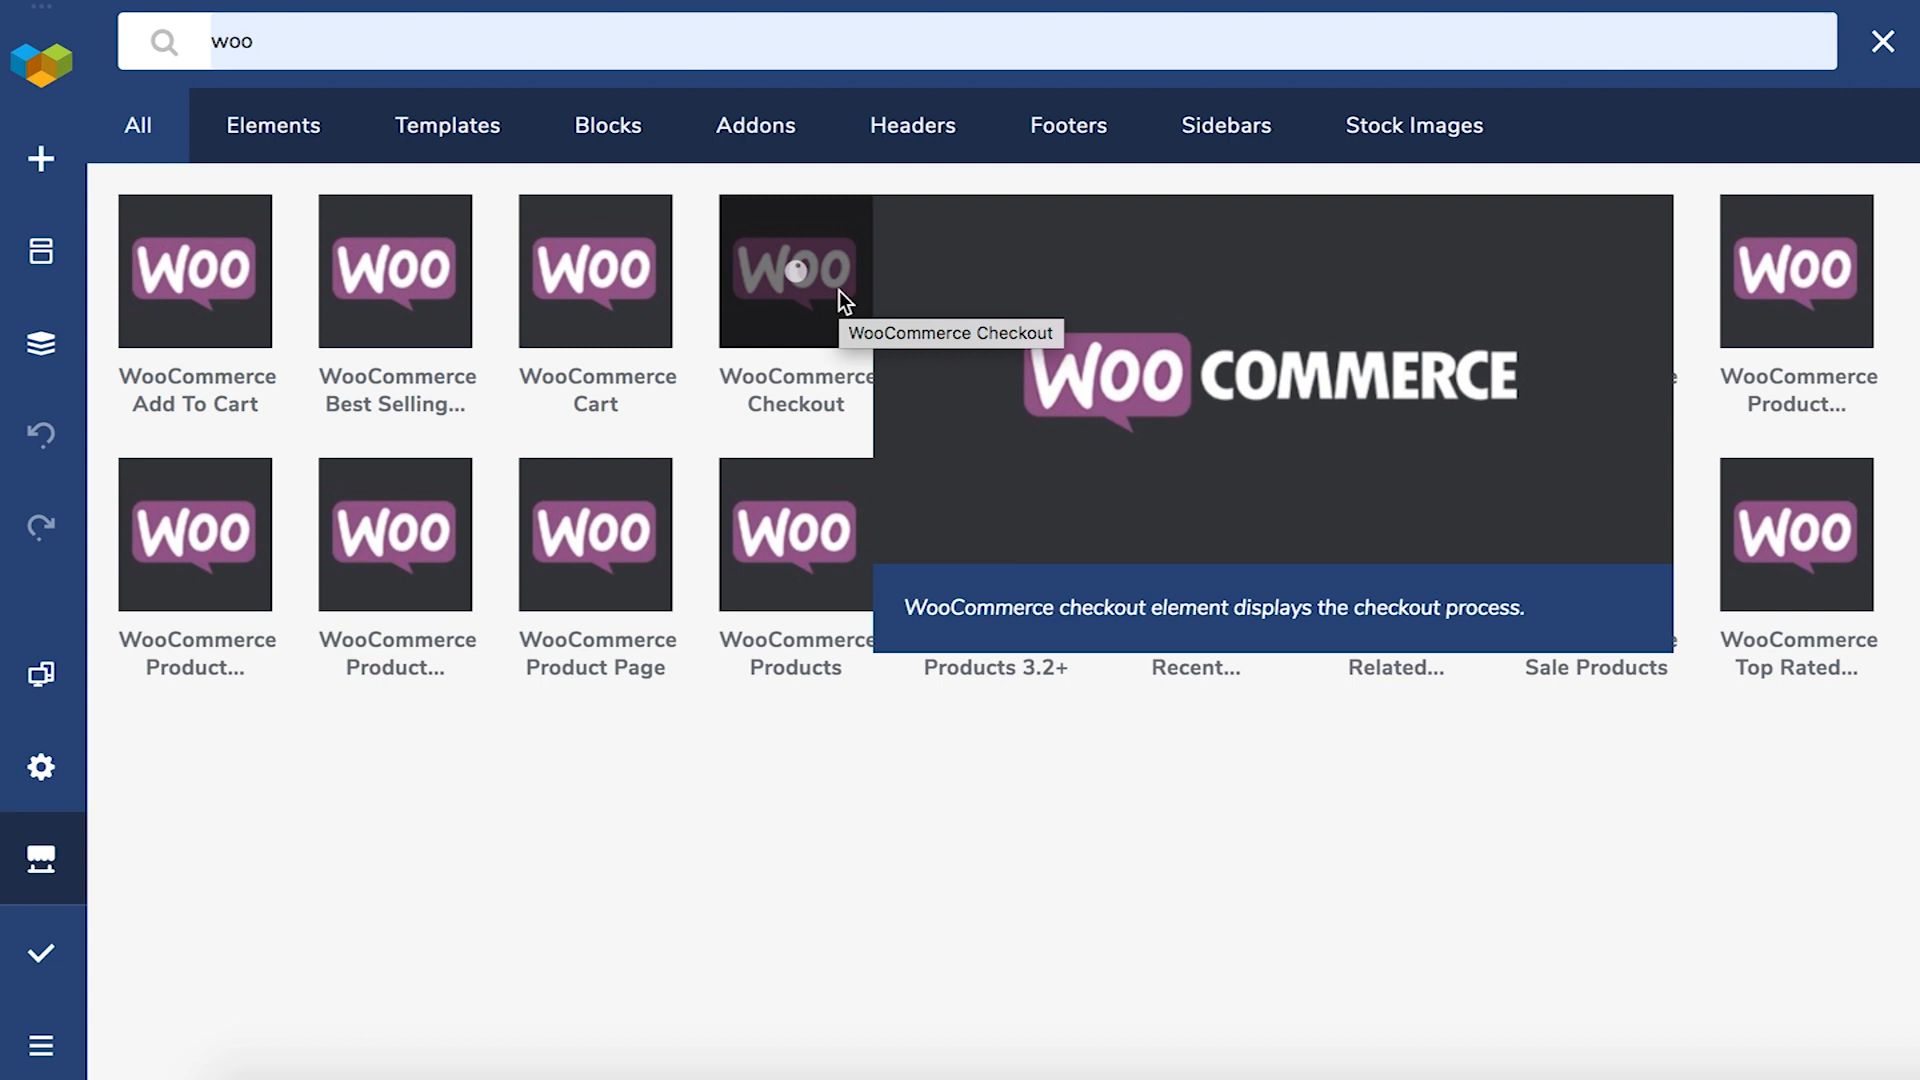 woo
All Elements Templates Blocks Addons Headers Footers Sidebars Stock Images
WOO WOO WOO WOO WOO
WooCommerce Checkout
WOO COMMERCE
WooCommerce WooCommerce WooCommerce WooCommerce WooCommerce
Add To Cart Best Selling... Cart Checkout Product...
WOO WOO WOO WOO WOO
WooCommerce checkout element displays the checkout process.
WooCommerce WooCommerce WooCommerce WooCommerce WooCommerce
Product... Product... Product Page Products Products 3.2+ Recent... Related... Sale Products Top Rated...